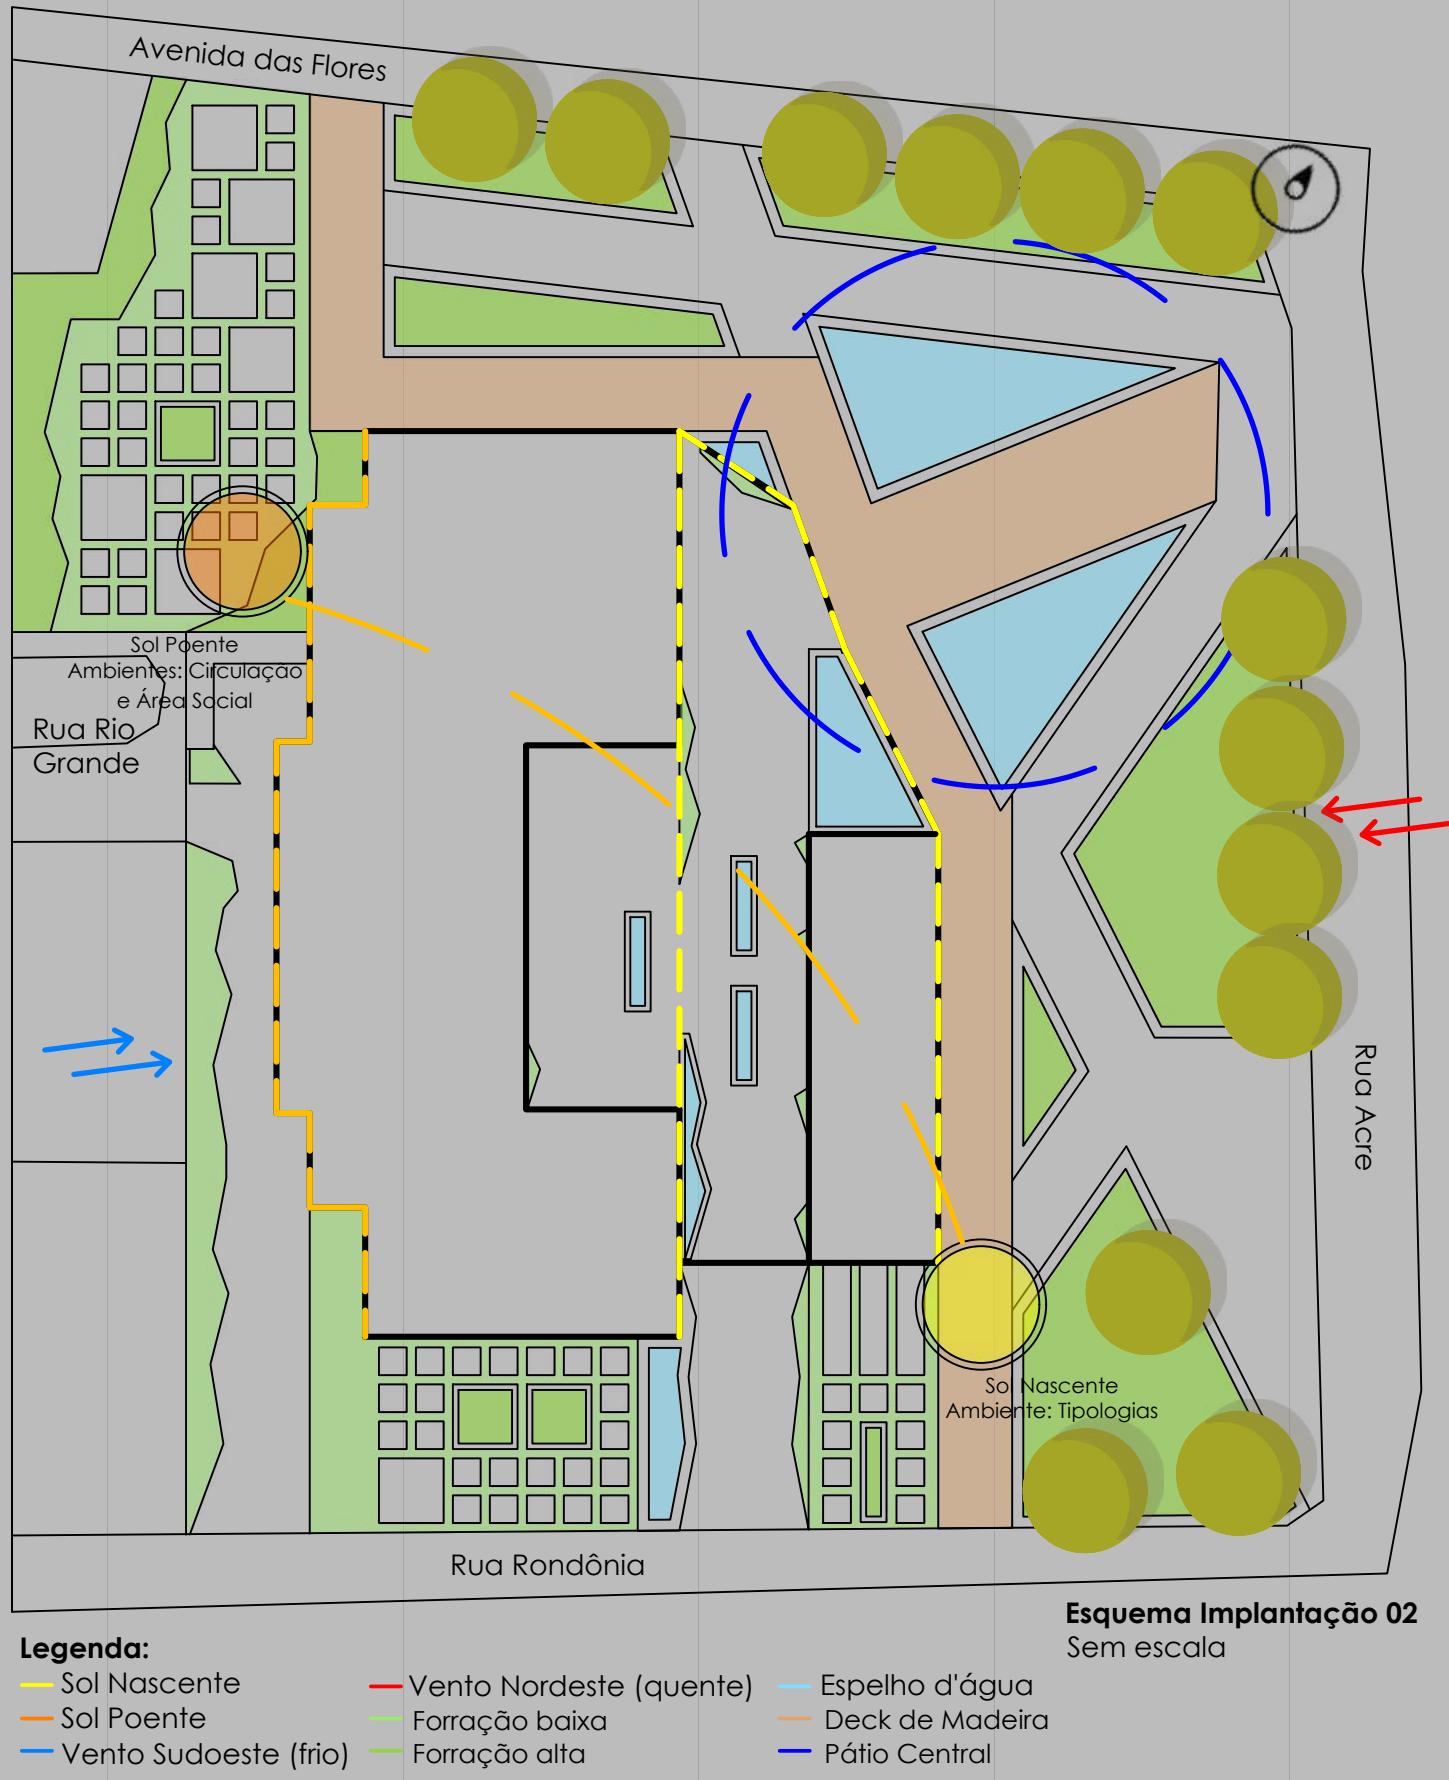 Avenida das Flores
Sol Poente
Ambientes: Circulação
e Área Social
Rua Rio
Grande
Rua Acre
Sol Nascente
Ambiente: Tipologias
Rua Rondônia
Esquema Implantação 02
Sem escala
Legenda:
Sol Nascente
Sol Poente
Vento Sudoeste (frio)
Vento Nordeste (quente)
Forração baixa
Forração alta
Espelho d'água
Deck de Madeira
Pátio Central